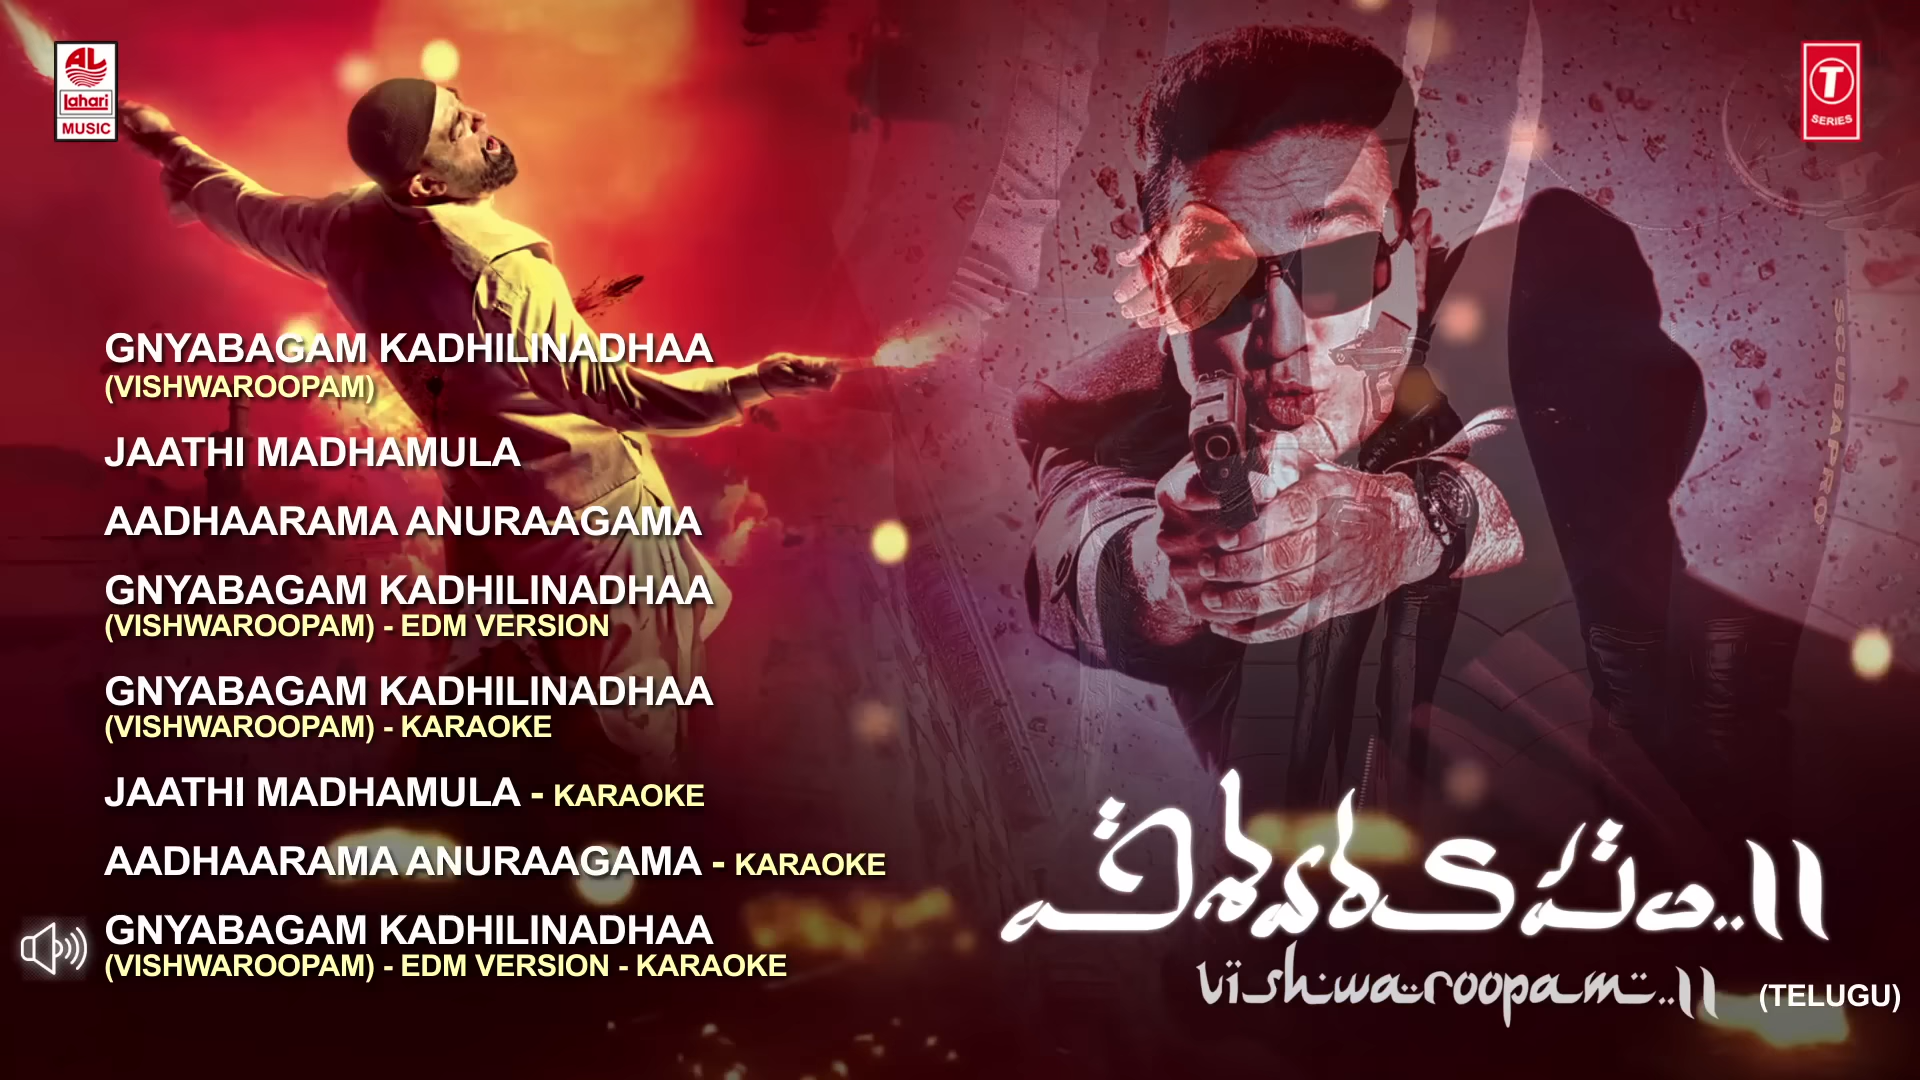 AL
lahari
MUSIC
T
SERIES
GNYABAGAM KADHILINADHAA
(VISHWAROOPAM)
JAATHI MADHAMULA
AADHAARAMA ANURAAGAMA
GNYABAGAM KADHILINADHAA
(VISHWAROOPAM) - EDM VERSION
GNYABAGAM KADHILINADHAA
(VISHWAROOPAM) - KARAOKE
JAATHI MADHAMULA - KARAOKE
AADHAARAMA ANURAAGAMA - KARAOKE
GNYABAGAM KADHILINADHAA
(VISHWAROOPAM) - EDM VERSION - KARAOKE
SCUBAPRO
విశ్వరూపం..II
vishwaroopam..II
(TELUGU)